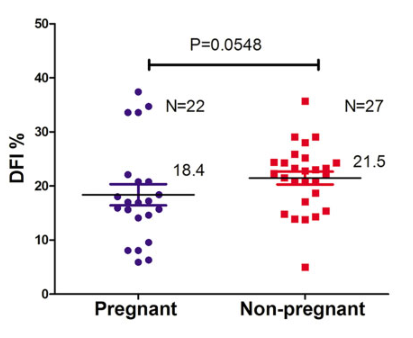 P=0.0548
N=22
N=27
18.4
21.5
DFI %
50
40
30
20
10
0
Pregnant
Non-pregnant